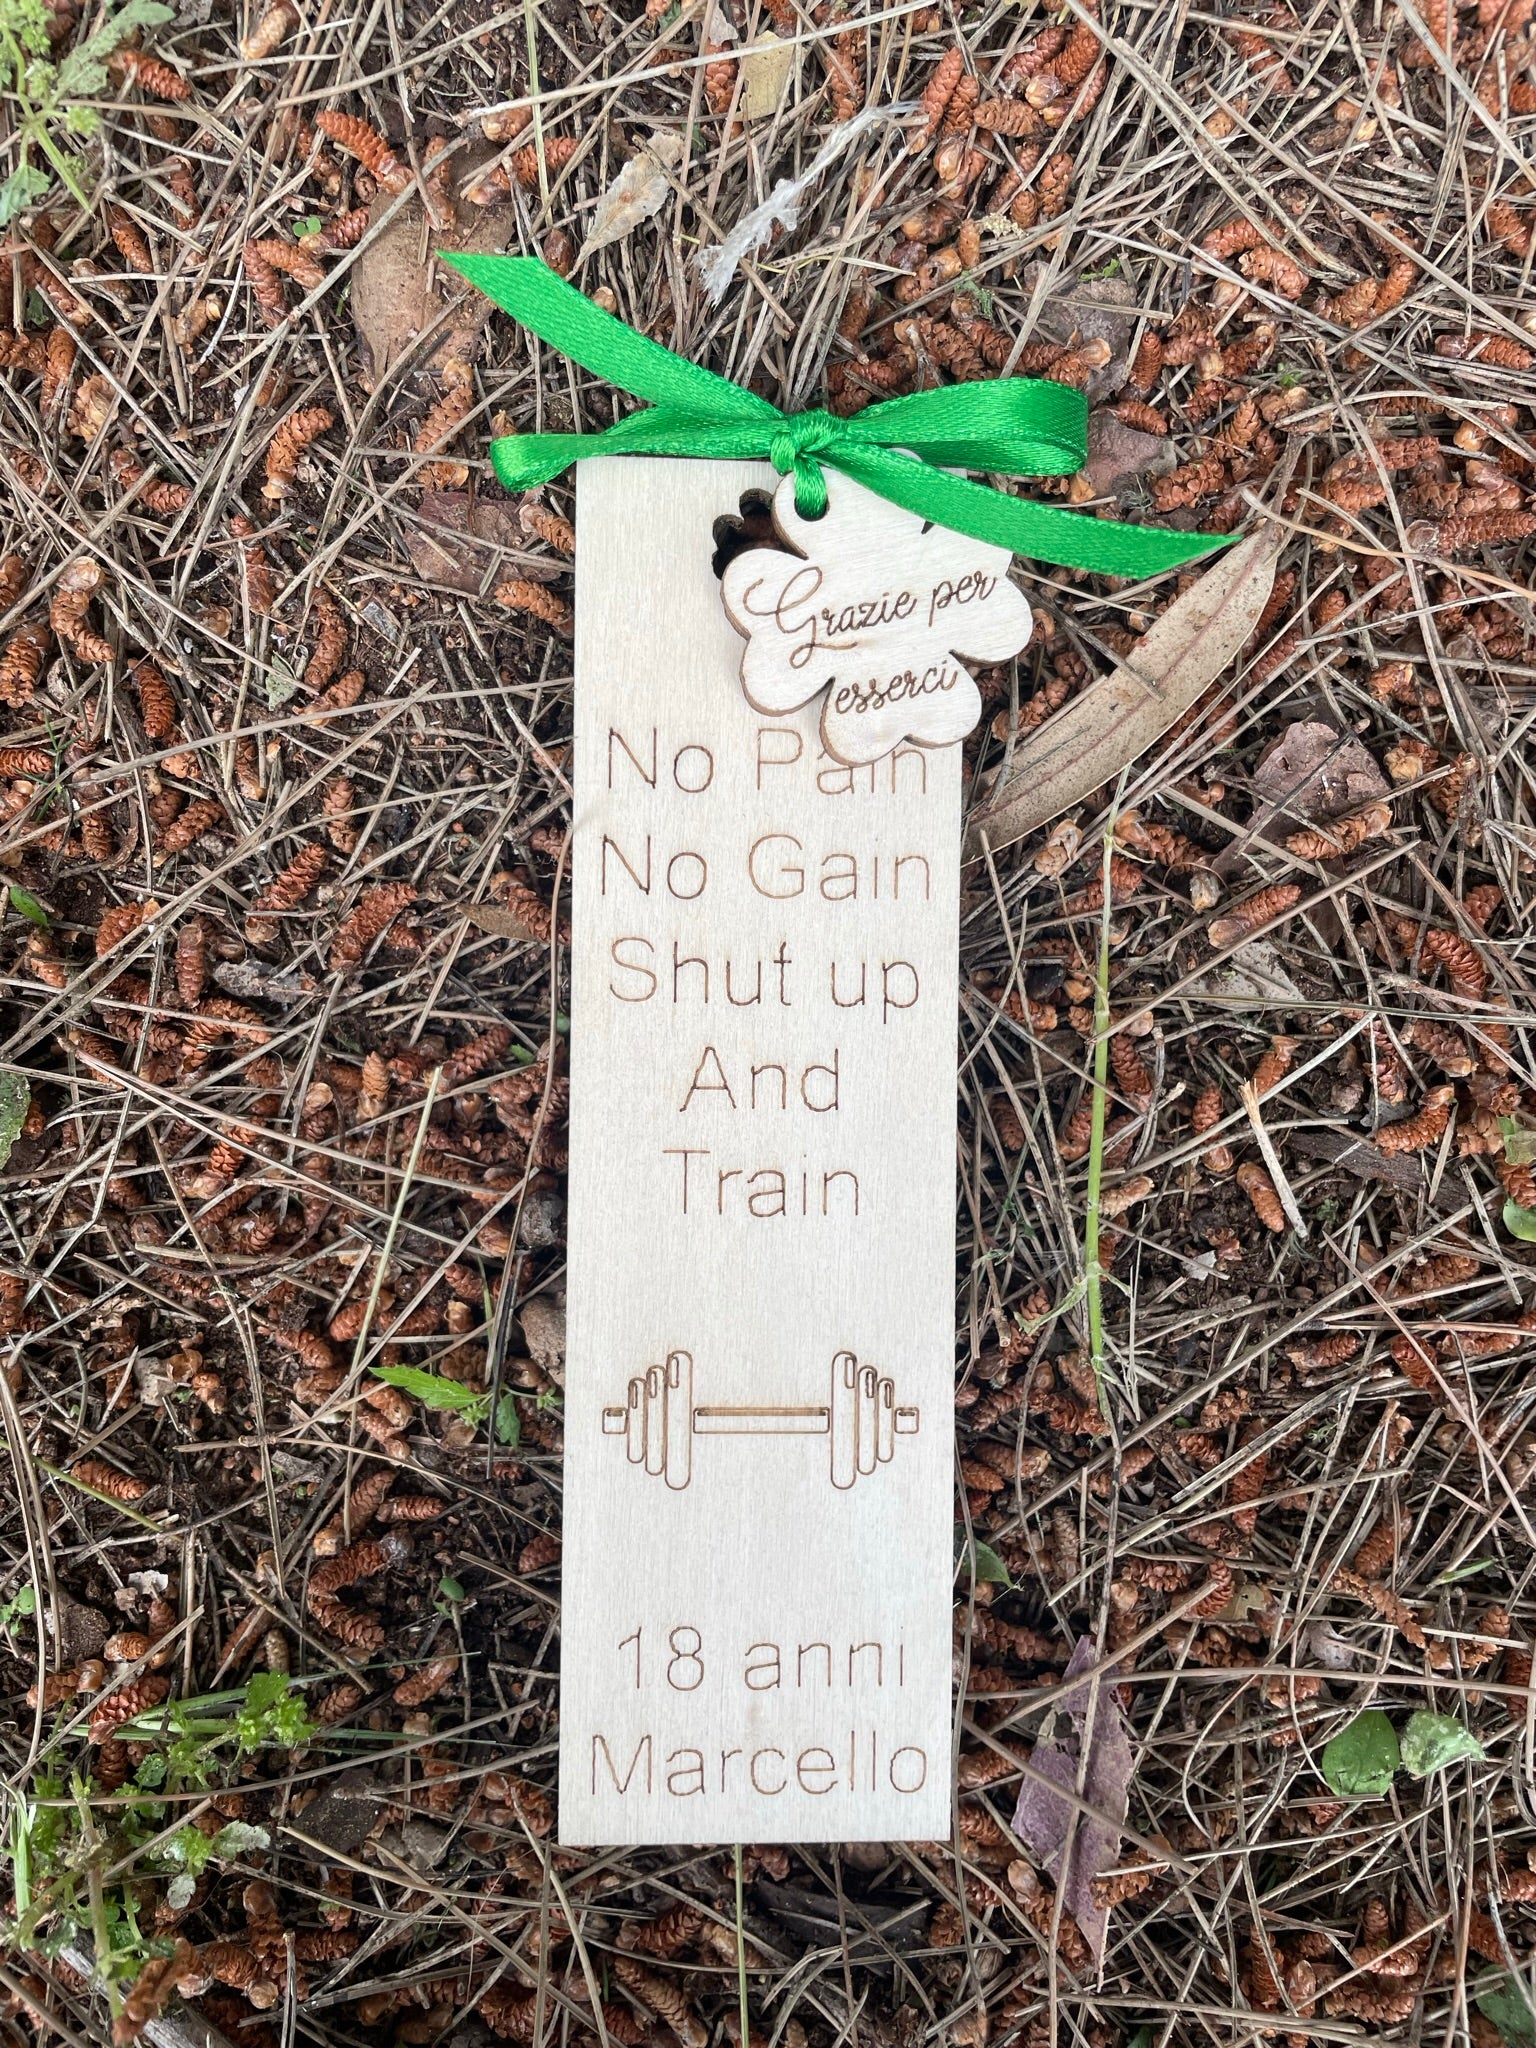 Grazie per
esserci
No Pain
No Gain
Shut up
And
Train
18 anni
Marcello